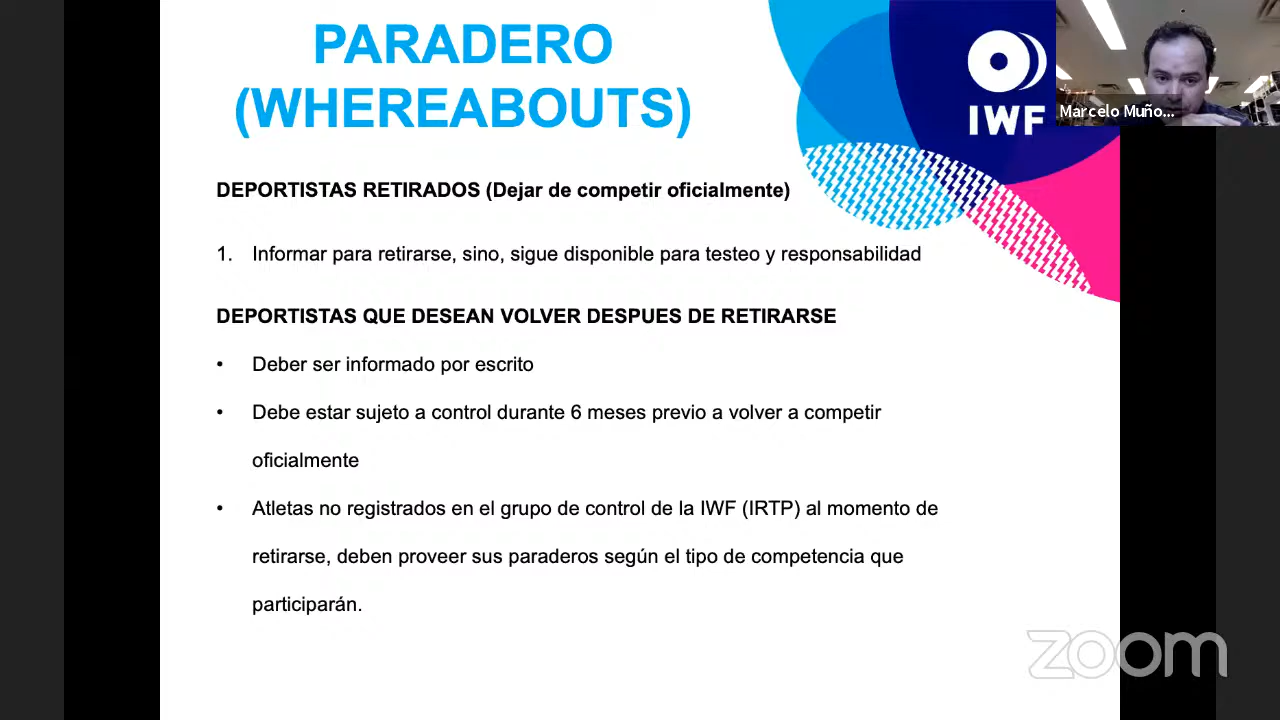 PARADERO
(WHEREABOUTS)
IWF
Marcelo Muño...
DEPORTISTAS RETIRADOS (Dejar de competir oficialmente)
1. Informar para retirarse, sino, sigue disponible para testeo y responsabilidad
DEPORTISTAS QUE DESEAN VOLVER DESPUES DE RETIRARSE
• Deber ser informado por escrito
• Debe estar sujeto a control durante 6 meses previo a volver a competir
oficialmente
• Atletas no registrados en el grupo de control de la IWF (IRTP) al momento de
retirarse, deben proveer sus paraderos según el tipo de competencia que
participarán.
zoom